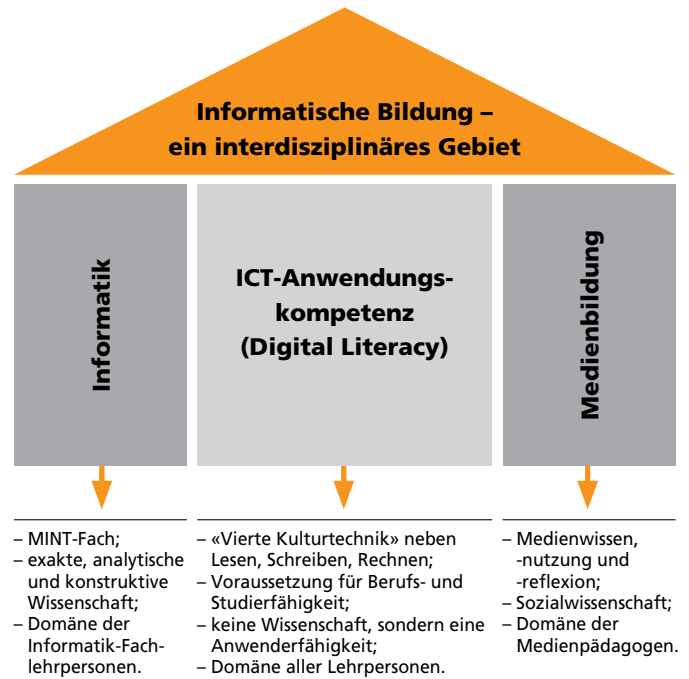 Informatische Bildung –
ein interdisziplinäres Gebiet
Informatik
ICT-Anwendungs-
kompetenz
(Digital Literacy)
Medienbildung
– MINT-Fach;
– exakte, analytische
und konstruktive
Wissenschaft;
– Domäne der
Informatik-Fach-
lehrpersonen.
– «Vierte Kulturtechnik» neben
Lesen, Schreiben, Rechnen;
– Voraussetzung für Berufs- und
Studierfähigkeit;
– keine Wissenschaft, sondern eine
Anwenderfähigkeit;
– Domäne aller Lehrpersonen.
– Medienwissen,
-nutzung und
-reflexion;
– Sozialwissenschaft;
– Domäne der
Medienpädagogen.